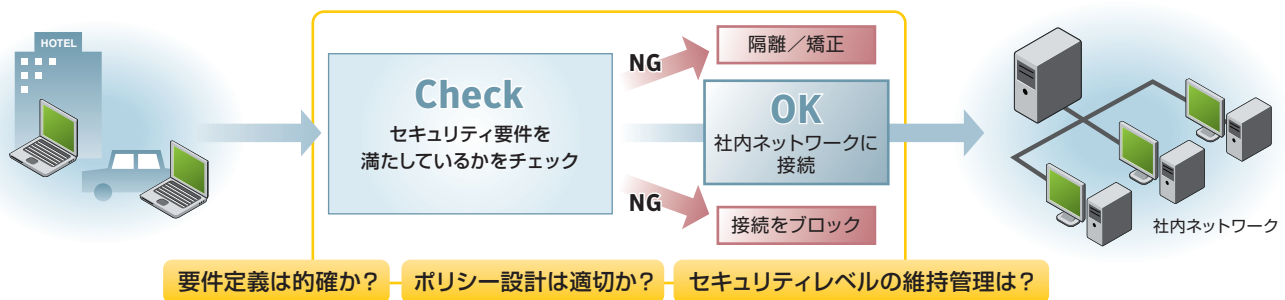 HOTEL
Check
セキュリティ要件を
満たしているかをチェック
NG
隔離／矯正
OK
社内ネットワークに
接続
NG
接続をブロック
社内ネットワーク
要件定義は的確か？
ポリシー設計は適切か？
セキュリティレベルの維持管理は？